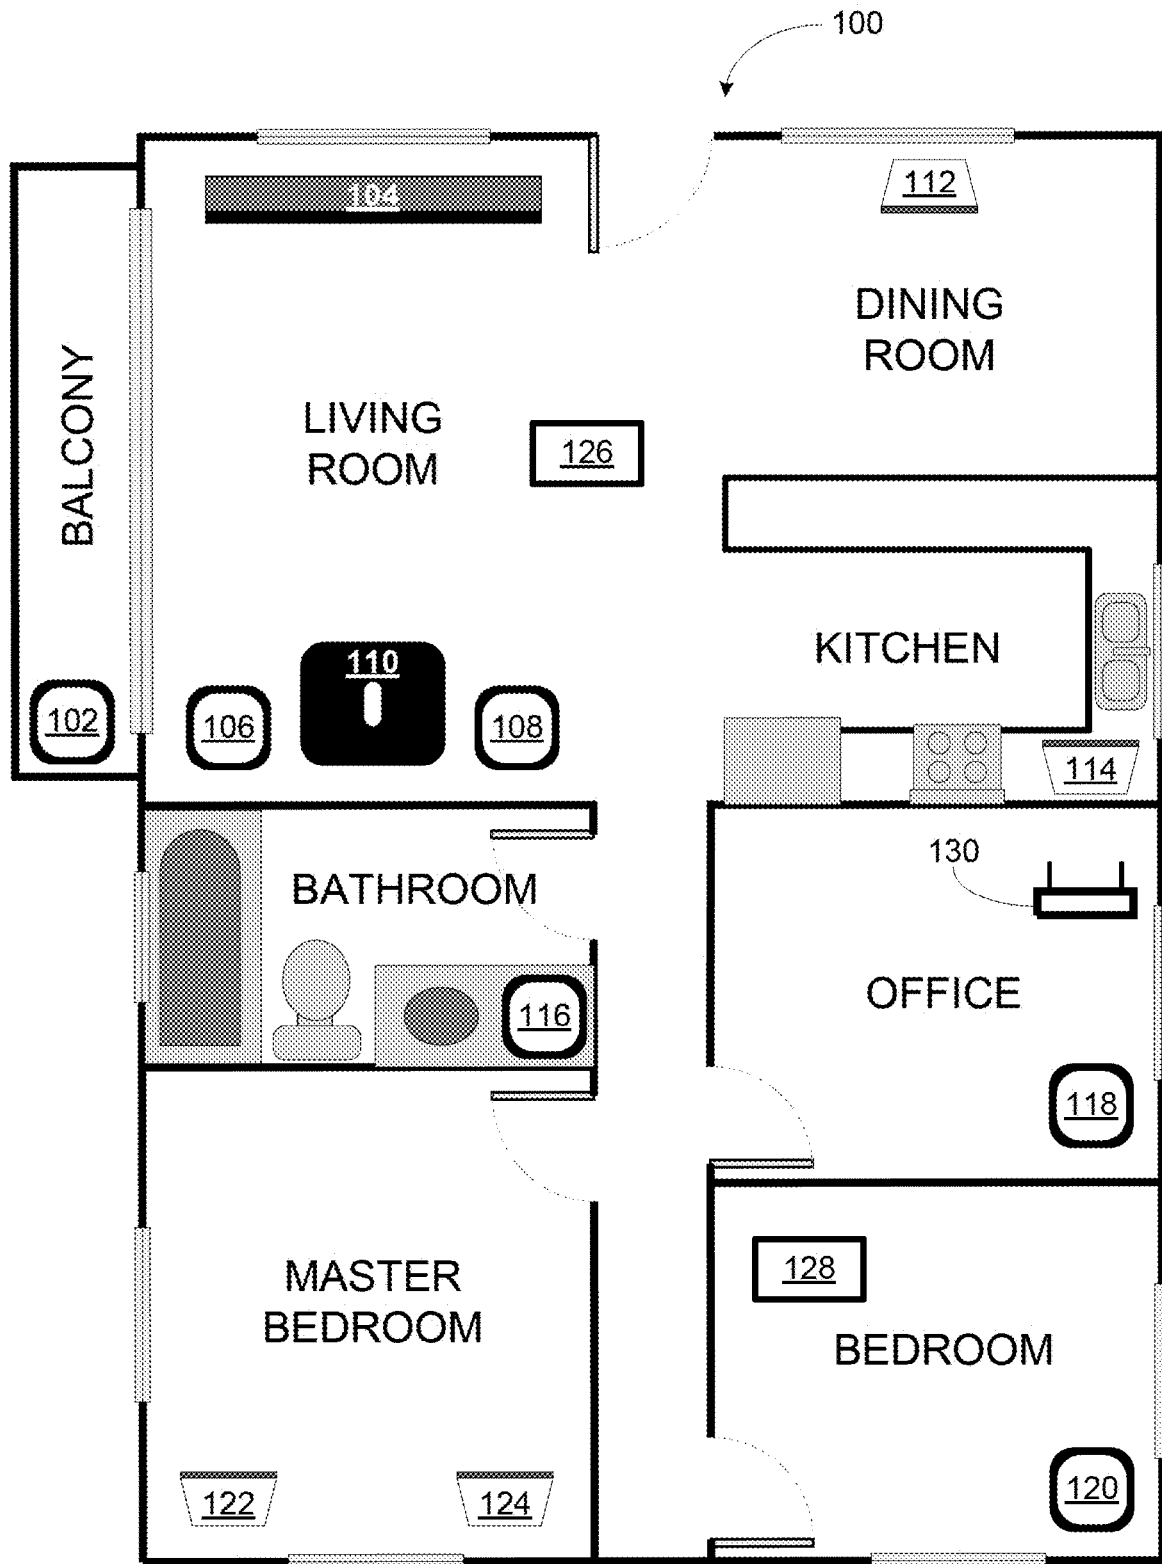 100
104
112
DINING
ROOM
BALCONY
LIVING
ROOM
126
110
KITCHEN
102
106
108
114
130
BATHROOM
OFFICE
116
118
128
MASTER
BEDROOM
BEDROOM
122
124
120